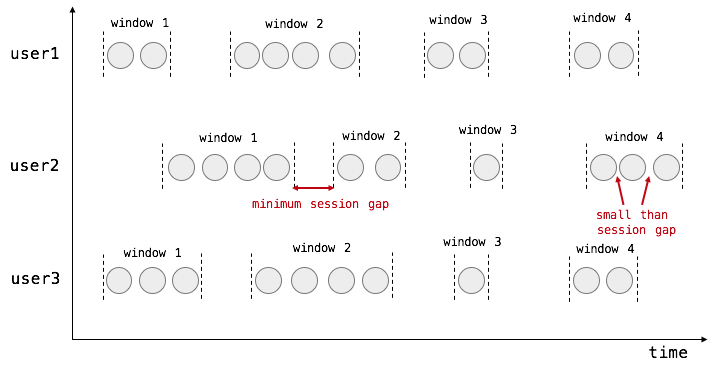 window 1
window 2
window 3
window 4
user1
window 1
window 2
window 3
window 4
user2
minimum session gap
small than
session gap
window 1
window 2
window 3
window 4
user3
time